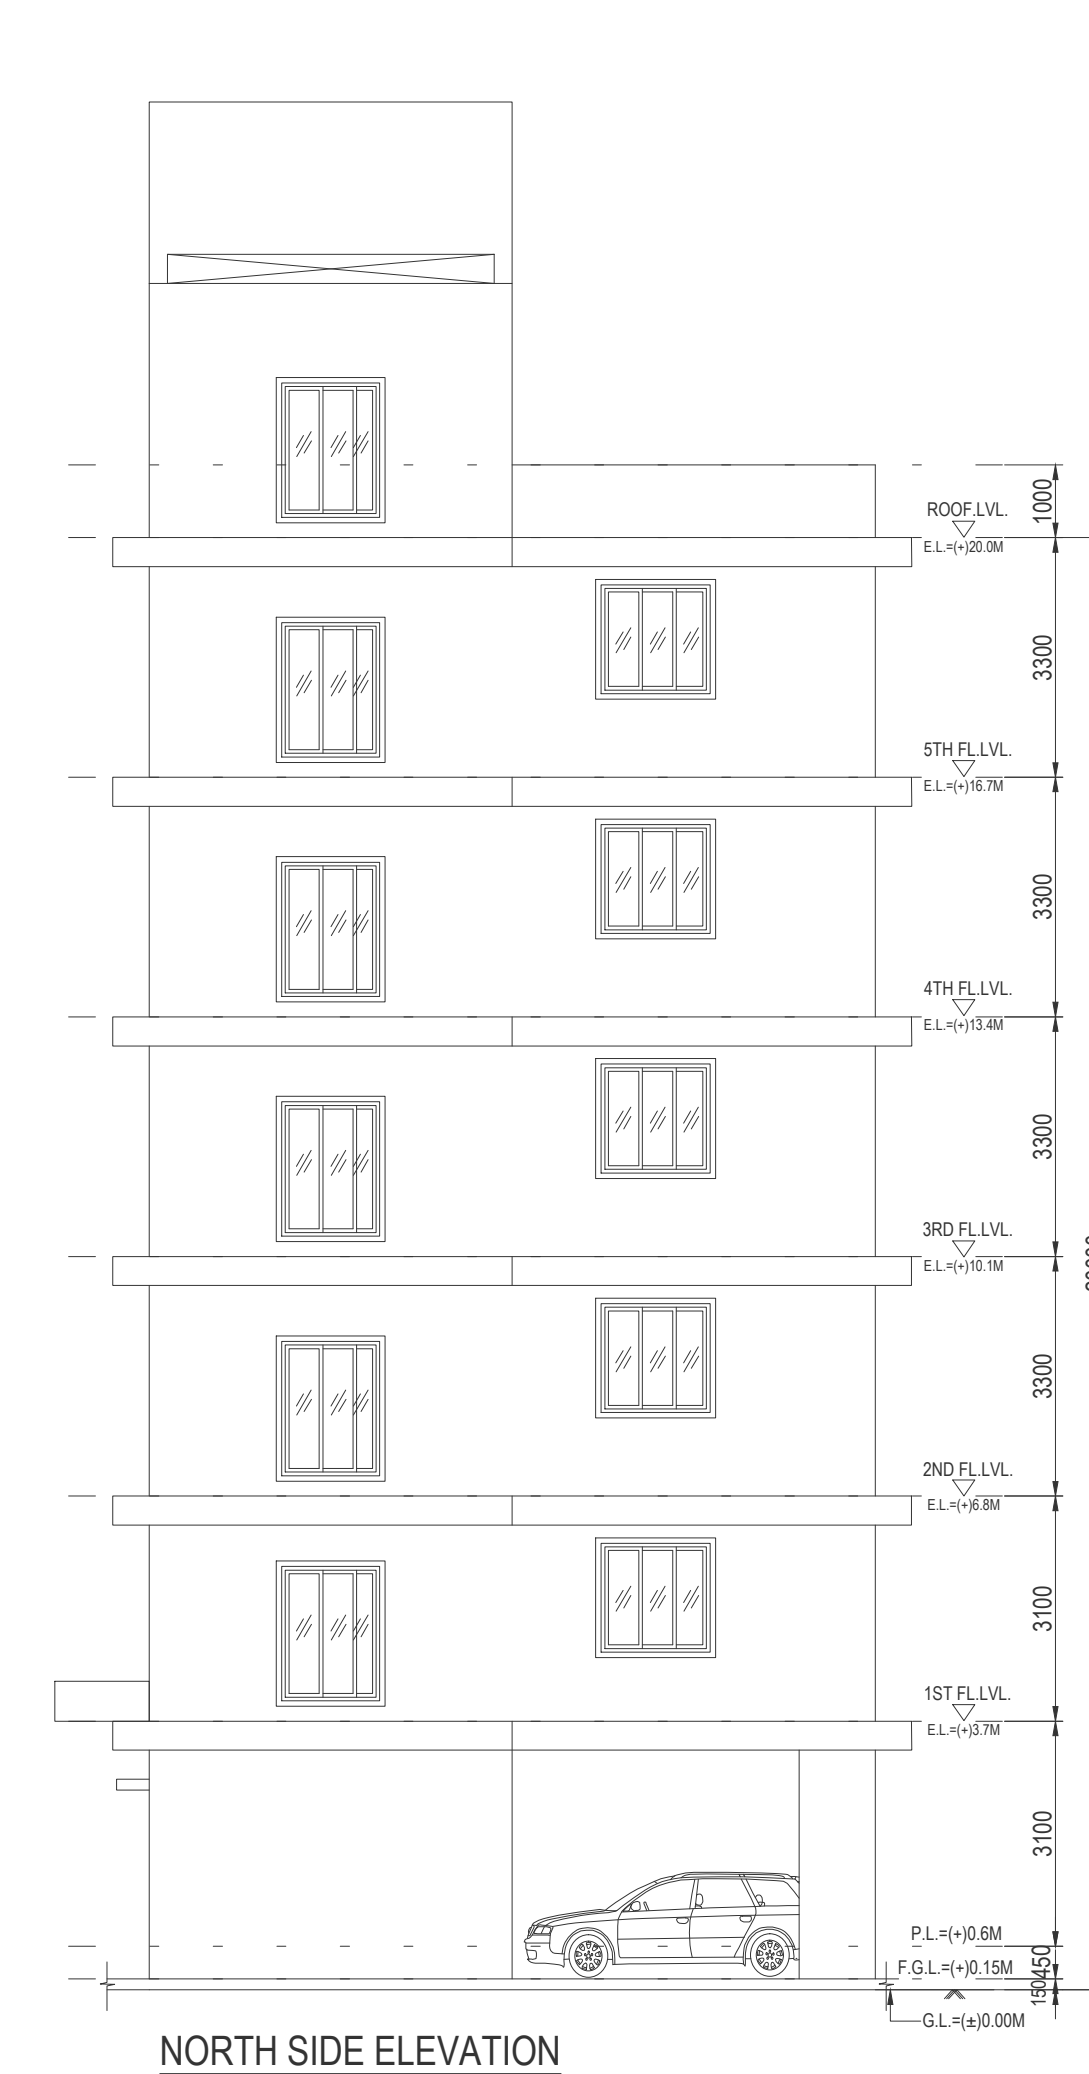 1000
ROOF.LVL.
E.L.=(+)20.0M
3300
5TH FL.LVL.
E.L.=(+)16.7M
3300
4TH FL.LVL.
E.L.=(+)13.4M
3300
3RD FL.LVL.
E.L.=(+)10.1M
3300
2ND FL.LVL.
E.L.=(+)6.8M
3100
1ST FL.LVL.
E.L.=(+)3.7M
3100
P.L.=(+)0.6M
450
F.G.L.=(+)0.15M
150
G.L.=(±)0.00M
NORTH SIDE ELEVATION